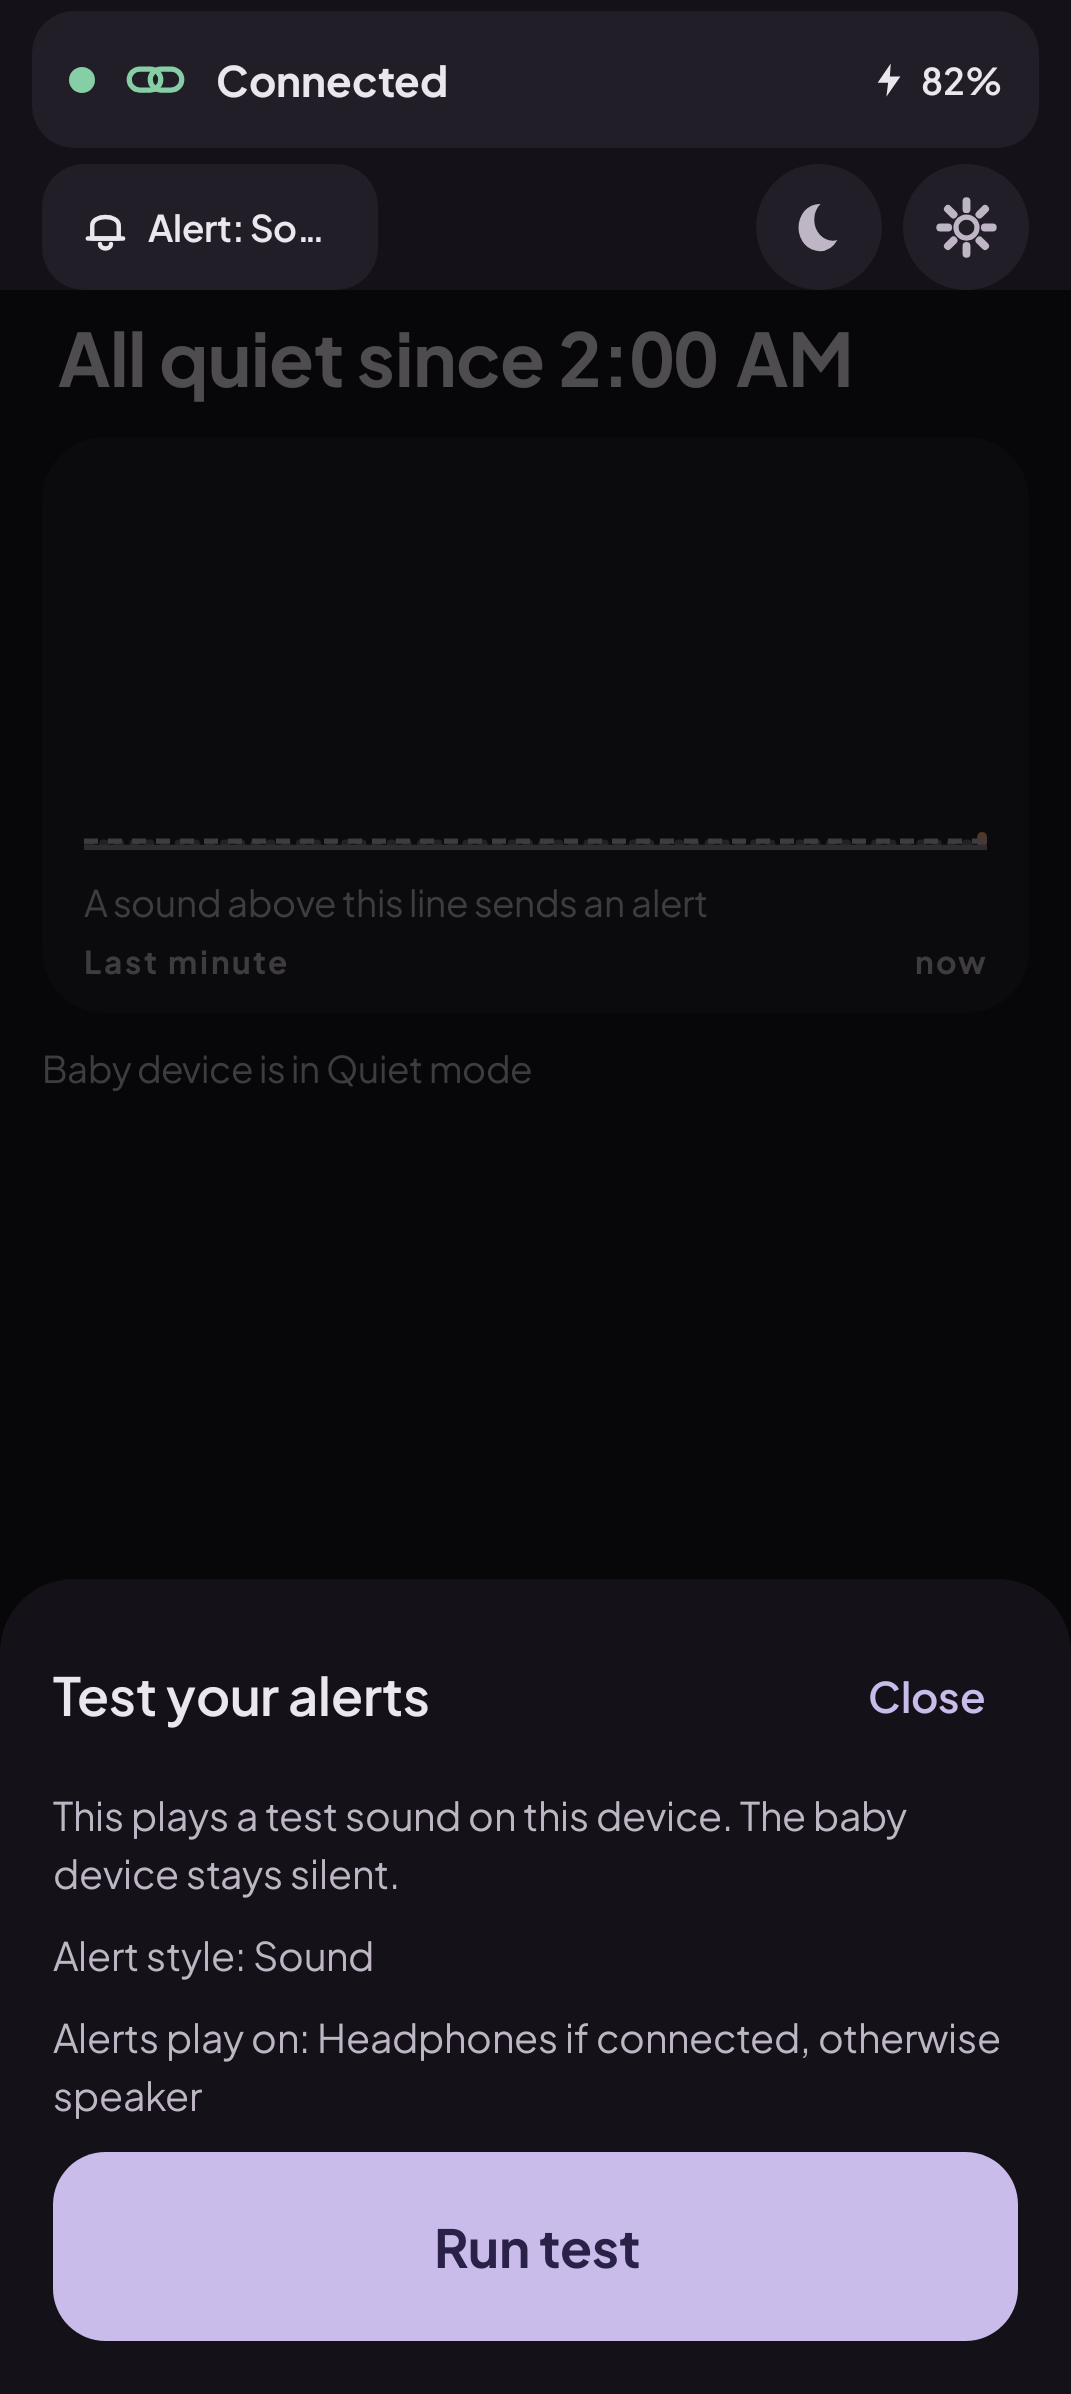 Connected
82%
Alert: So...
All quiet since 2:00 AM
A sound above this line sends an alert
Last minute
now
Baby device is in Quiet mode
Test your alerts
Close
This plays a test sound on this device. The baby
device stays silent.
Alert style: Sound
Alerts play on: Headphones if connected, otherwise
speaker
Run test